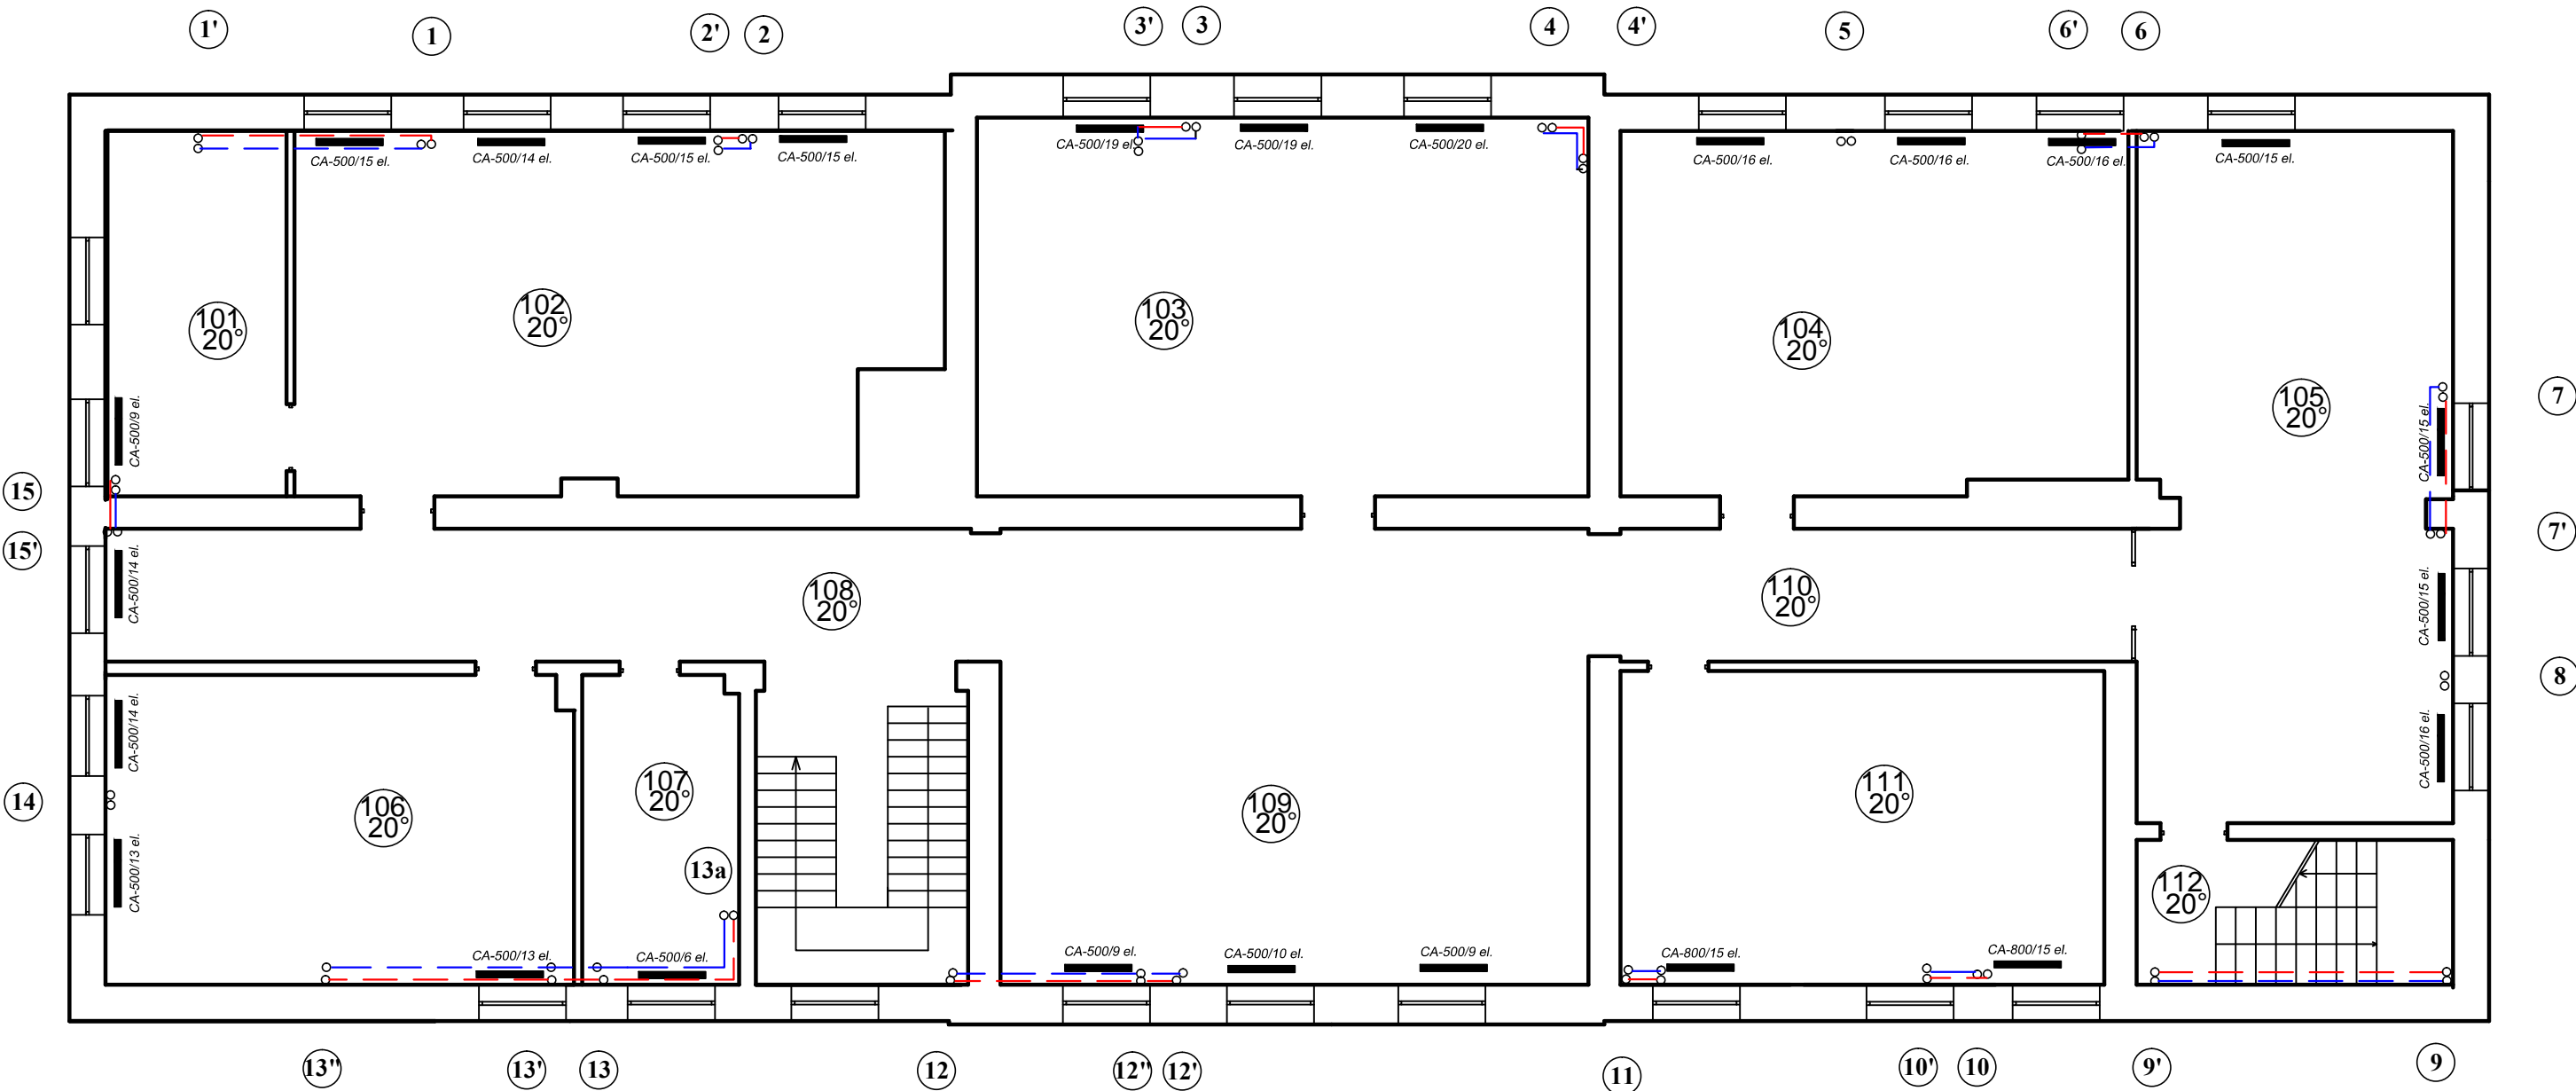 1'
1
2'
2
3'
3
4
4'
5
6'
6
CA-500/15 el.
CA-500/14 el.
CA-500/15 el.
CA-500/15 el.
CA-500/19 el.
CA-500/19 el.
CA-500/20 el.
CA-500/16 el.
CA-500/16 el.
CA-500/16 el.
CA-500/15 el.
101
20°
102
20°
103
20°
104
20°
105
20°
CA-500/9 el.
CA-500/15 el.
7
15
15'
7'
CA-500/14 el.
108
20°
110
20°
CA-500/15 el.
8
CA-500/14 el.
CA-500/16 el.
14
106
20°
107
20°
109
20°
111
20°
CA-500/13 el.
13a
112
20°
CA-500/13 el.
CA-500/6 el.
CA-500/9 el.
CA-500/10 el.
CA-500/9 el.
CA-800/15 el.
CA-800/15 el.
13"
13'
13
12
12"
12'
11
10'
10
9'
9